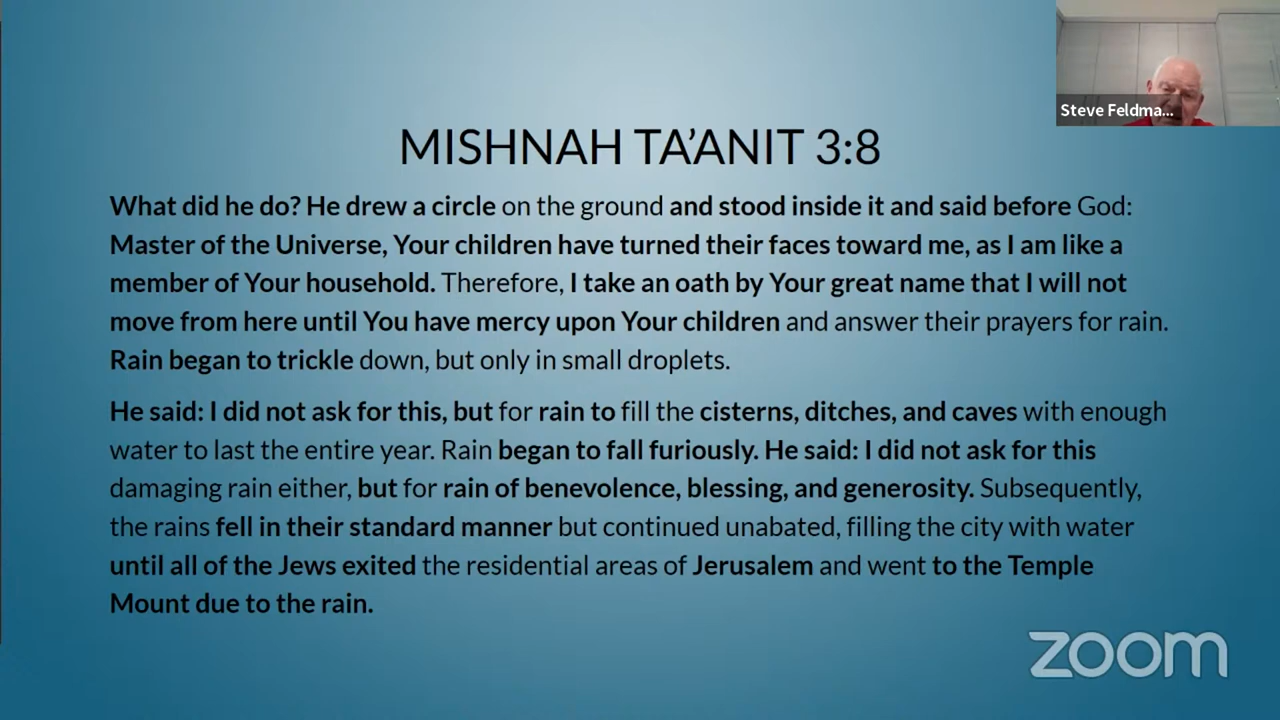 Steve Feldma...
MISHNAH TA’ANIT 3:8
What did he do? He drew a circle on the ground and stood inside it and said before God:
Master of the Universe, Your children have turned their faces toward me, as I am like a
member of Your household. Therefore, I take an oath by Your great name that I will not
move from here until You have mercy upon Your children and answer their prayers for rain.
Rain began to trickle down, but only in small droplets.
He said: I did not ask for this, but for rain to fill the cisterns, ditches, and caves with enough
water to last the entire year. Rain began to fall furiously. He said: I did not ask for this
damaging rain either, but for rain of benevolence, blessing, and generosity. Subsequently,
the rains fell in their standard manner but continued unabated, filling the city with water
until all of the Jews exited the residential areas of Jerusalem and went to the Temple
Mount due to the rain.
zoom